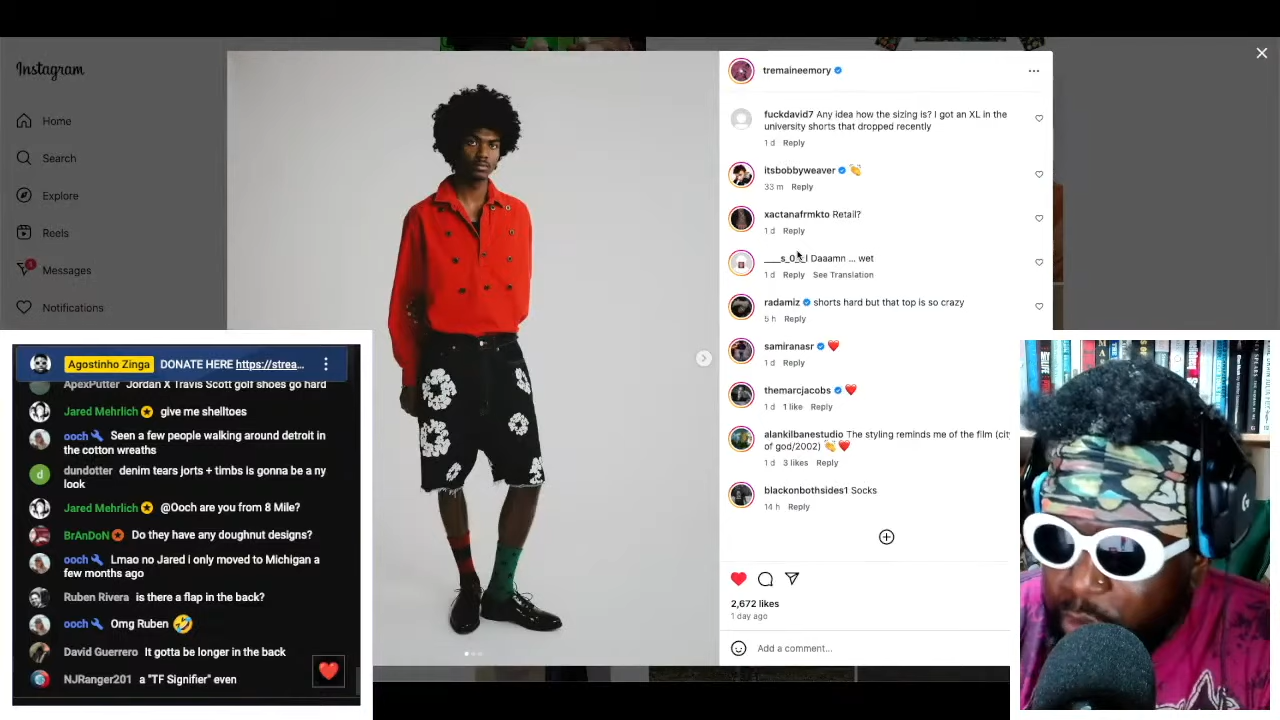 Instagram
Home
Search
Explore
Reels
1
Messages
Notifications
tremaineemory
fuckdavid7 Any idea how the sizing is? I got an XL in the
university shorts that dropped recently
1 d Reply
itsbobbyweaver 👏
33 m Reply
xactanafrmkto Retail?
1 d Reply
Daaamn ... wet
1 d Reply See Translation
radamiz shorts hard but that top is so crazy
5 h Reply
samiranasr ❤️
1 d Reply
themarcjacobs ❤️
1 d 1 like Reply
alankilbanestudio The styling reminds me of the film (cit
of god/2002) 👏❤️
1 d 3 likes Reply
blackonbothsides1 Socks
14 h Reply
2,672 likes
1 day ago
Add a comment...
Agostinho Zinga DONATE HERE https://strea...
ApexPutter Jordan X Travis Scott golf shoes go hard
Jared Mehrlich give me shelltoes
ooch Seen a few people walking around detroit in
the cotton wreaths
d
dundotter denim tears jorts + timbs is gonna be a ny
look
Jared Mehrlich @Ooch are you from 8 Mile?
BrAnDoN Do they have any doughnut designs?
ooch Lmao no Jared i only moved to Michigan a
few months ago
Ruben Rivera is there a flap in the back?
ooch Omg Ruben 🤣
David Guerrero It gotta be longer in the back
NJRanger201 a "TF Signifier" even
MY LIFE
G